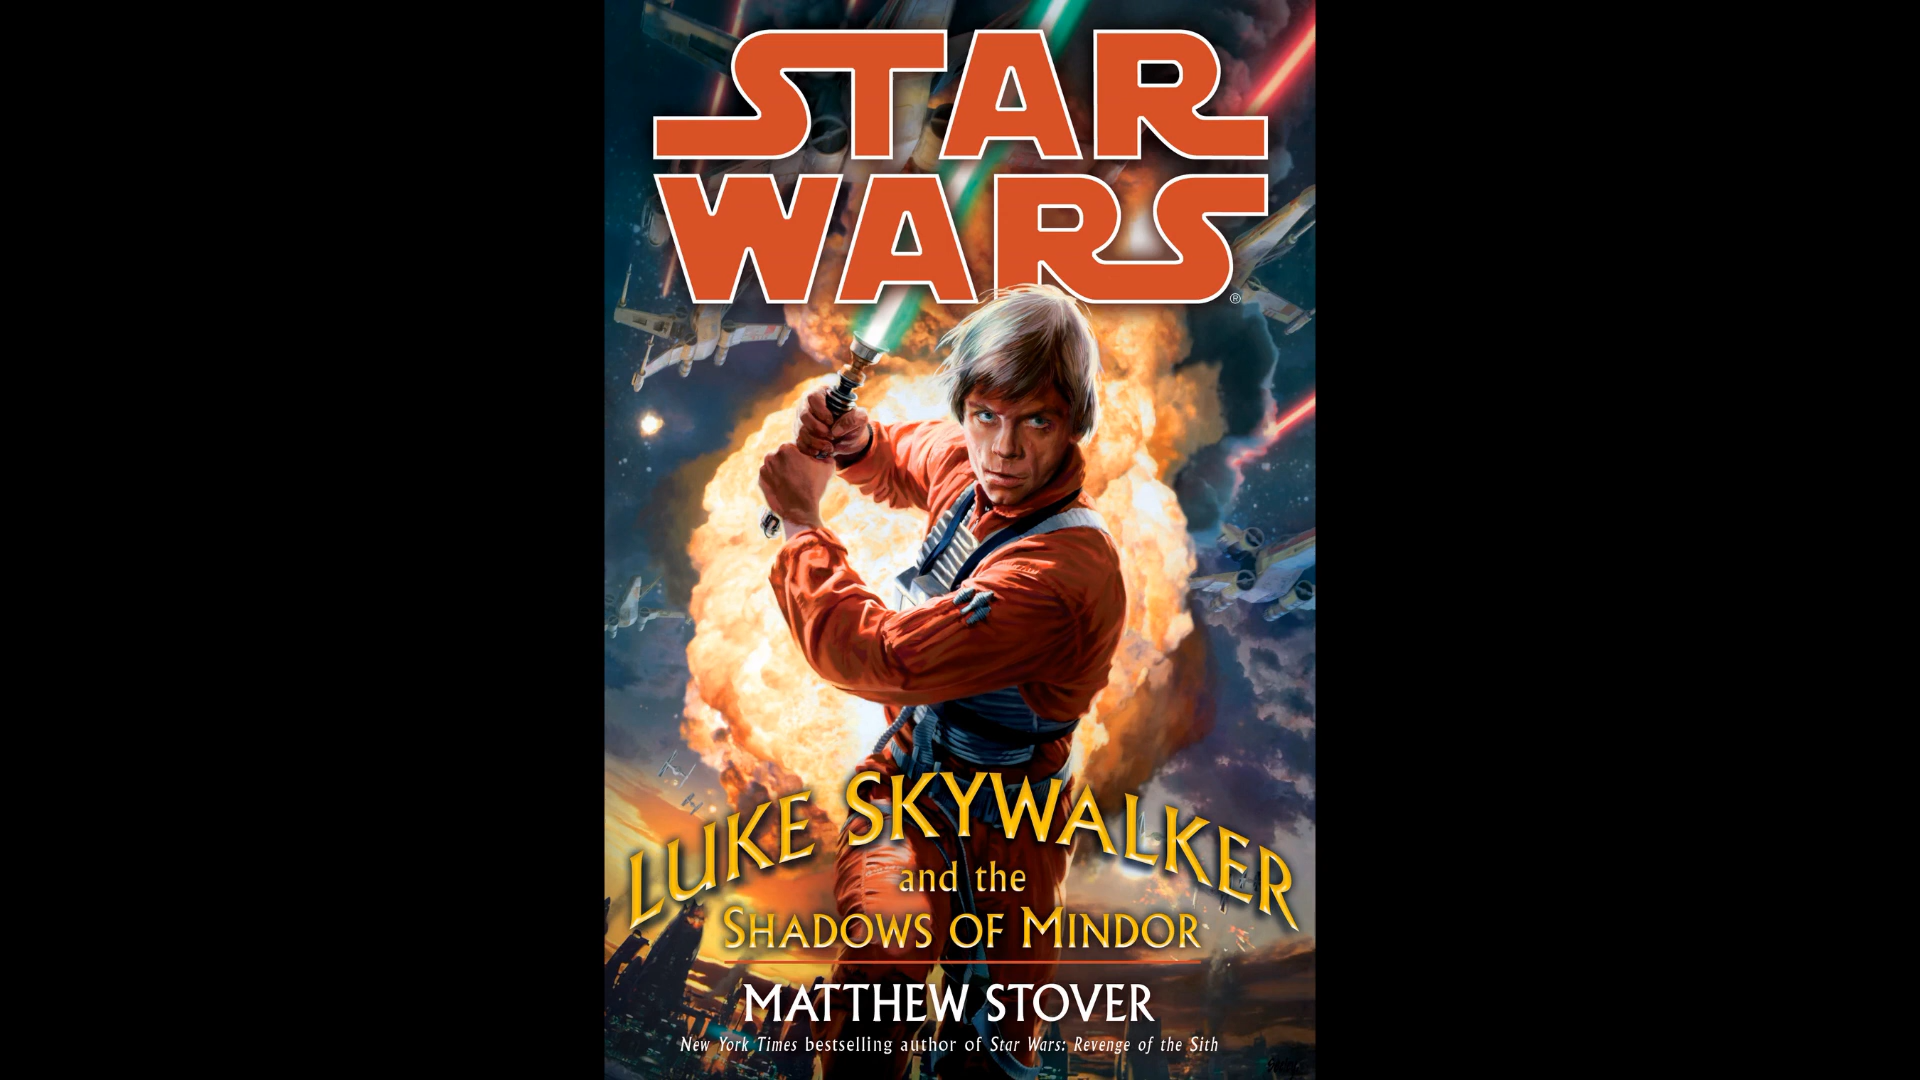 STAR
WARS®
LUKE SKYWALKER
and the
SHADOWS OF MINDOR
MATTHEW STOVER
New York Times bestselling author of Star Wars: Revenge of the Sith